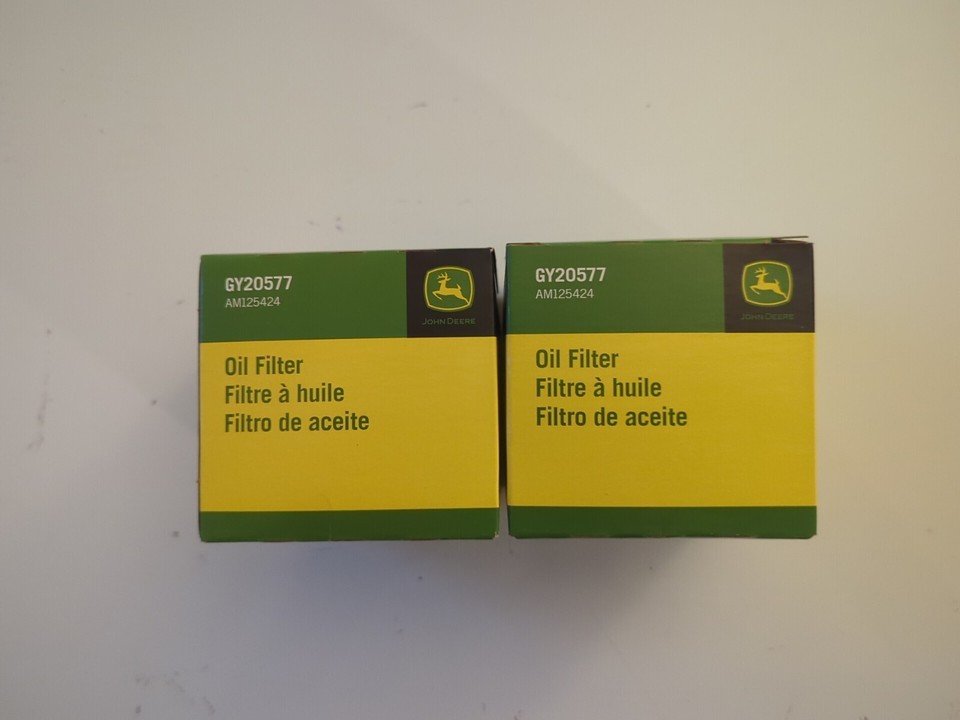 GY20577
AM125424
JOHN DEERE
Oil Filter
Filtre à huile
Filtro de aceite
GY20577
AM125424
JOHN DEERE
Oil Filter
Filtre à huile
Filtro de aceite